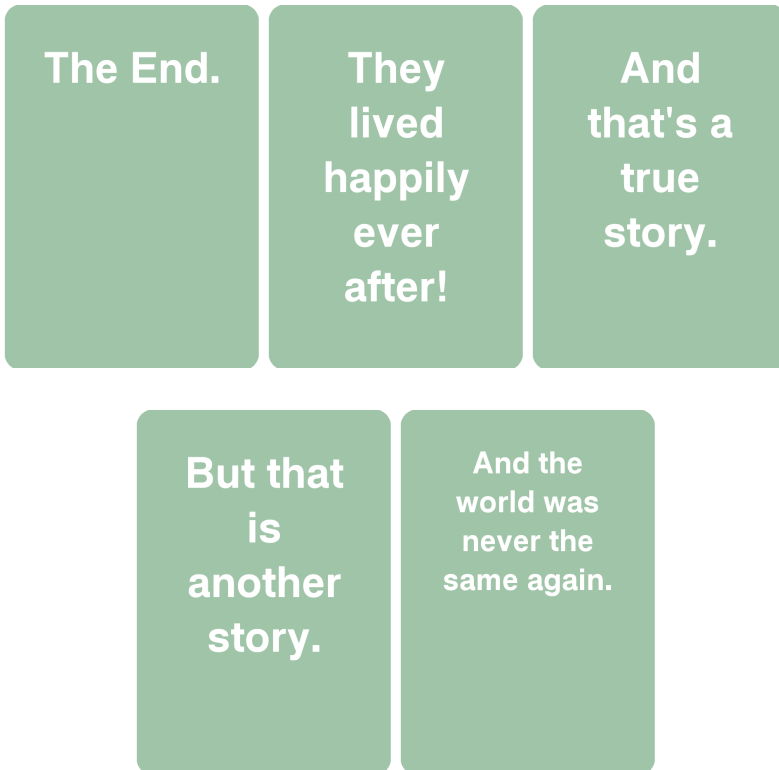 The End.
They
lived
happily
ever
after!
And
that's a
true
story.
But that
is
another
story.
And the
world was
never the
same again.